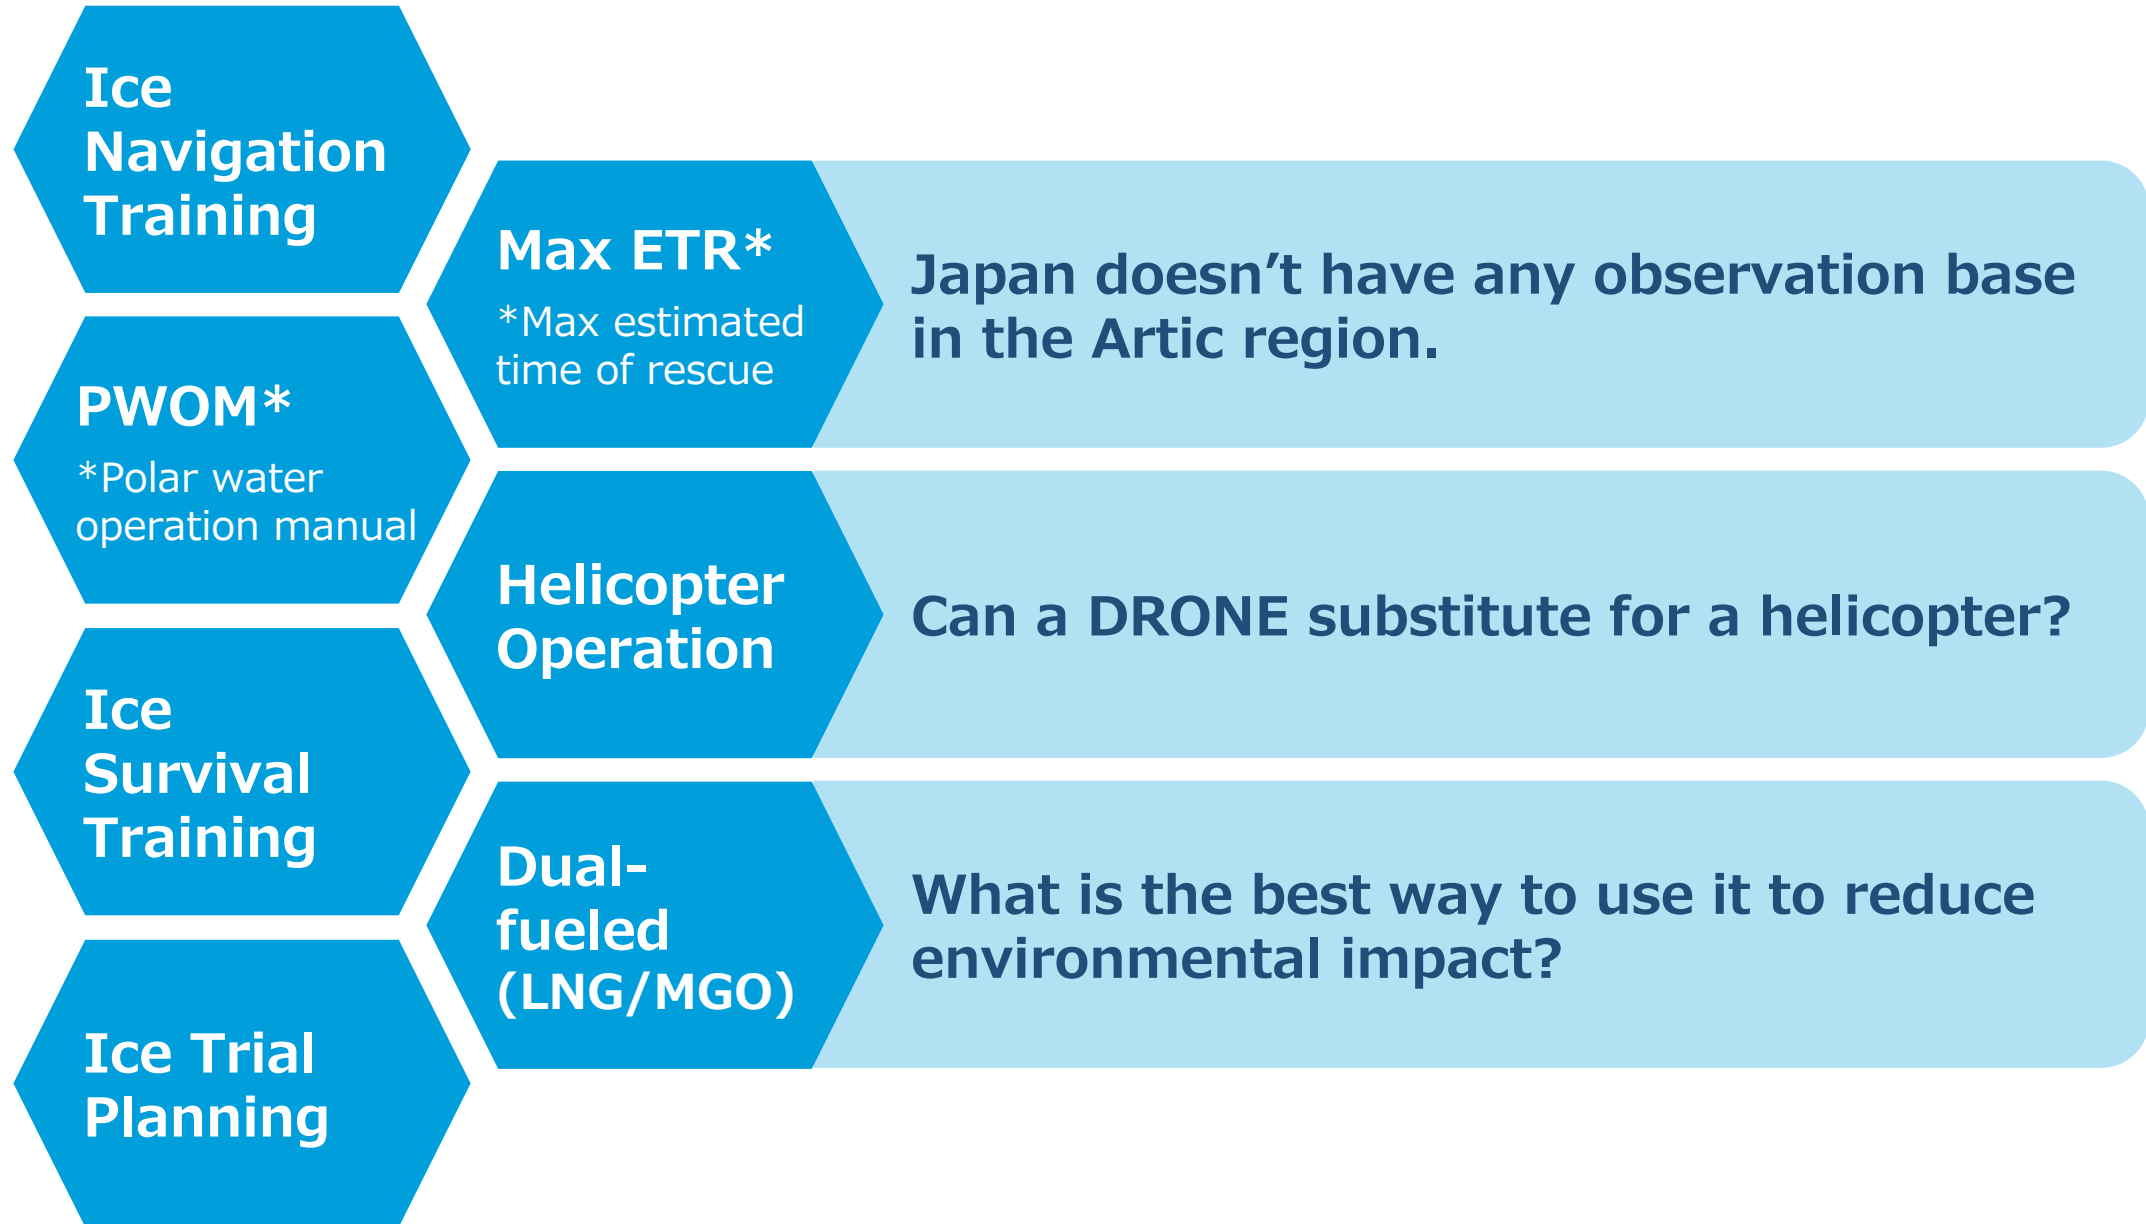 Ice
Navigation
Training
PWOM*
*Polar water
operation manual
Ice
Survival
Training
Ice Trial
Planning
Max ETR*
*Max estimated
time of rescue
Japan doesn’t have any observation base
in the Artic region.
Helicopter
Operation
Can a DRONE substitute for a helicopter?
Dual-
fueled
(LNG/MGO)
What is the best way to use it to reduce
environmental impact?